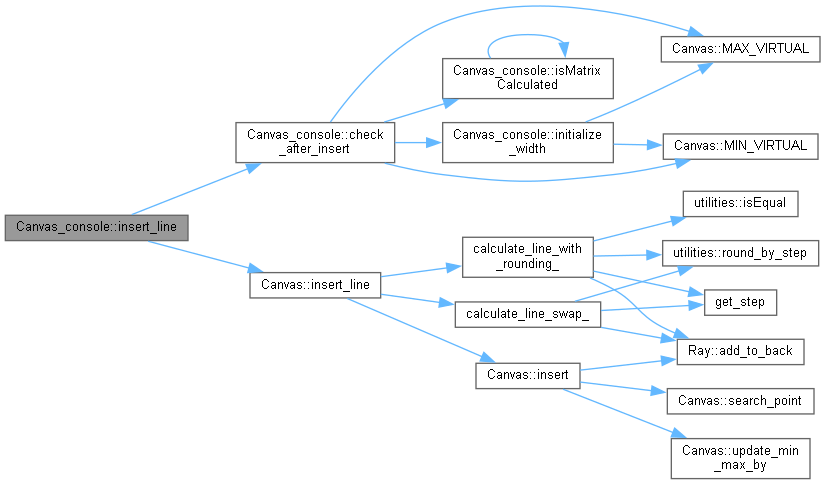 Canvas_console::insert_line
Canvas_console::check
_after_insert
Canvas_console::isMatrix
Calculated
Canvas_console::initialize
_width
Canvas::MAX_VIRTUAL
Canvas::MIN_VIRTUAL
Canvas::insert_line
calculate_line_with
_rounding_
calculate_line_swap_
Canvas::insert
utilities::isEqual
utilities::round_by_step
get_step
Ray::add_to_back
Canvas::search_point
Canvas::update_min
_max_by